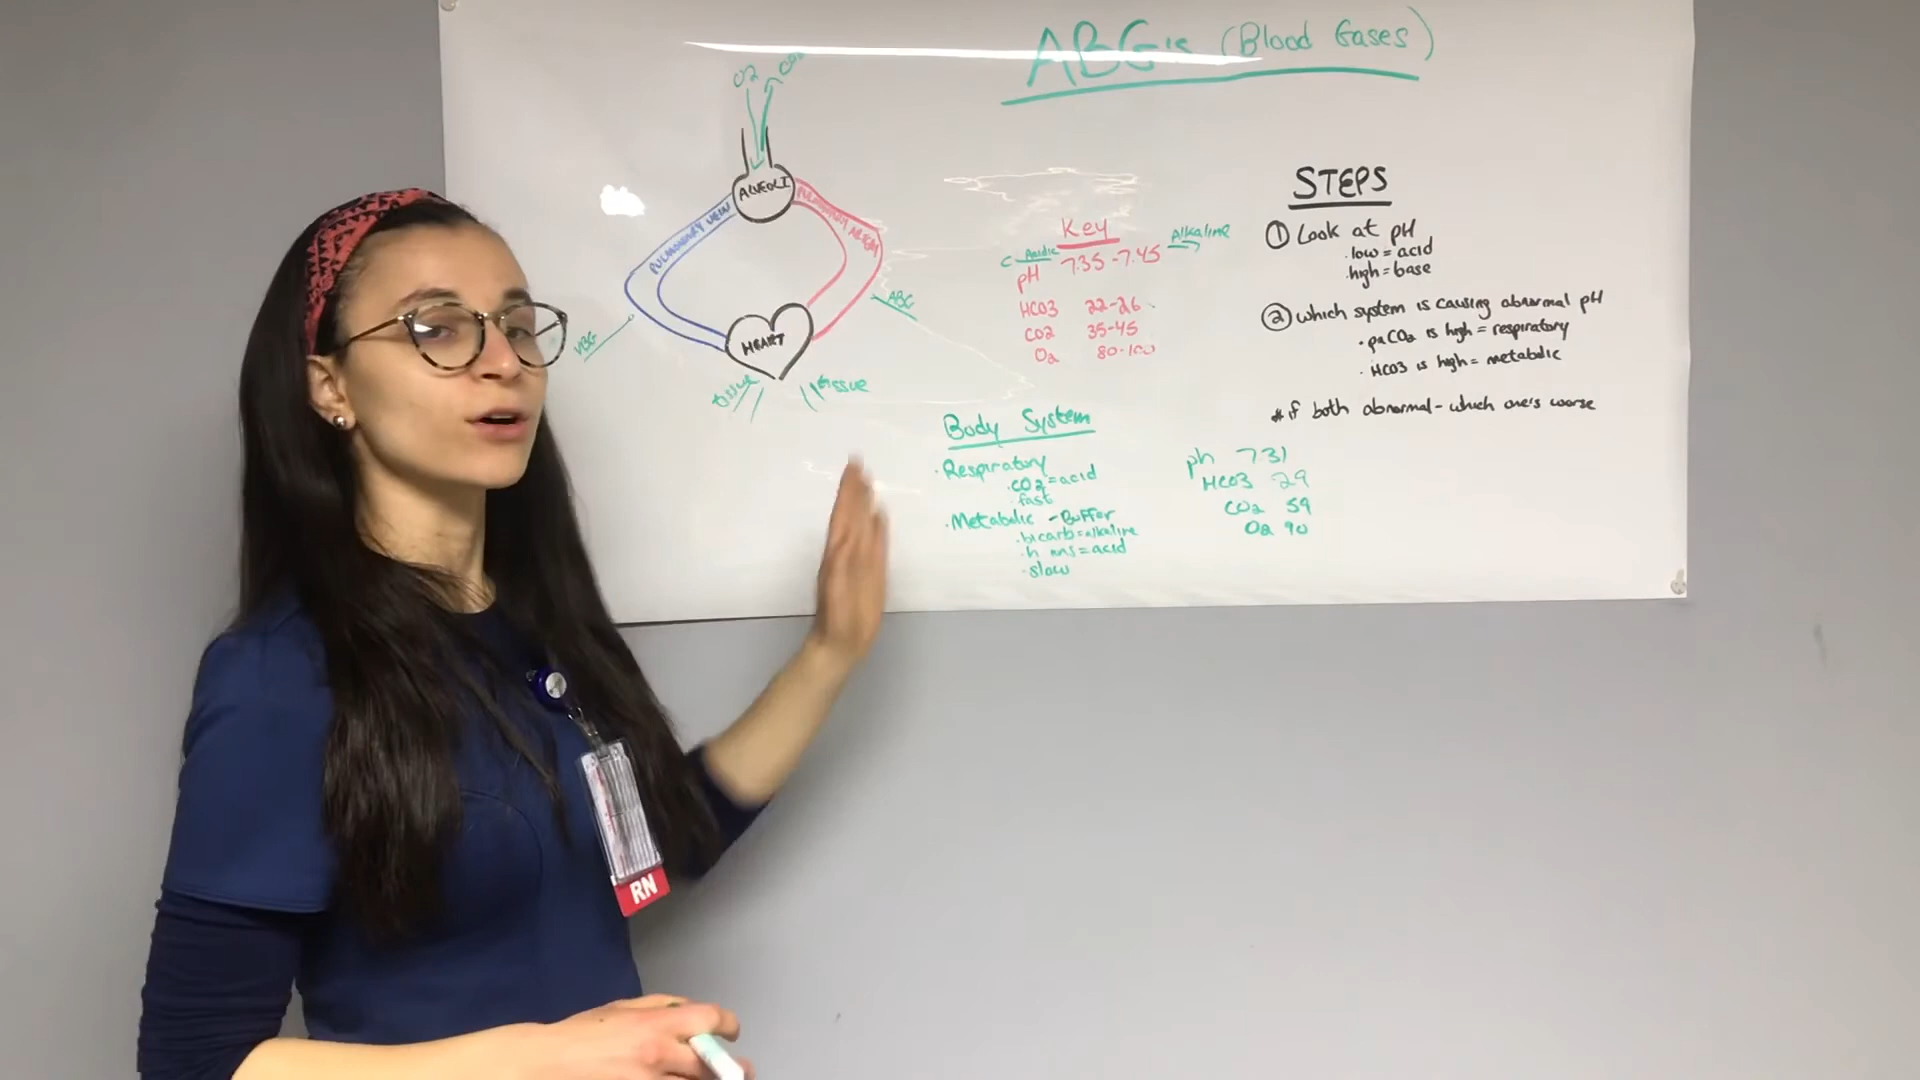 ABG's (Blood Gases)
O2
CO2
ALVEOLI
PULMONARY VEIN
PULMONARY ARTERY
HEART
VBG
ABG
tissue
tissue
Key
Acidic
Alkaline
pH 7.35-7.45
HCO3 22-26
CO2 35-45
O2 80-100
Body System
· Respiratory
· CO2 = acid
· fast
· Metabolic - Buffer
· bicarb = alkaline
· h ions = acid
· slow
STEPS
① Look at pH
· low = acid
· high = base
② which system is causing abnormal pH
· paCO2 is high = respiratory
· HCO3 is high = metabolic
* if both abnormal - which one's worse
ph 7.31
HCO3 29
CO2 59
O2 90
RN